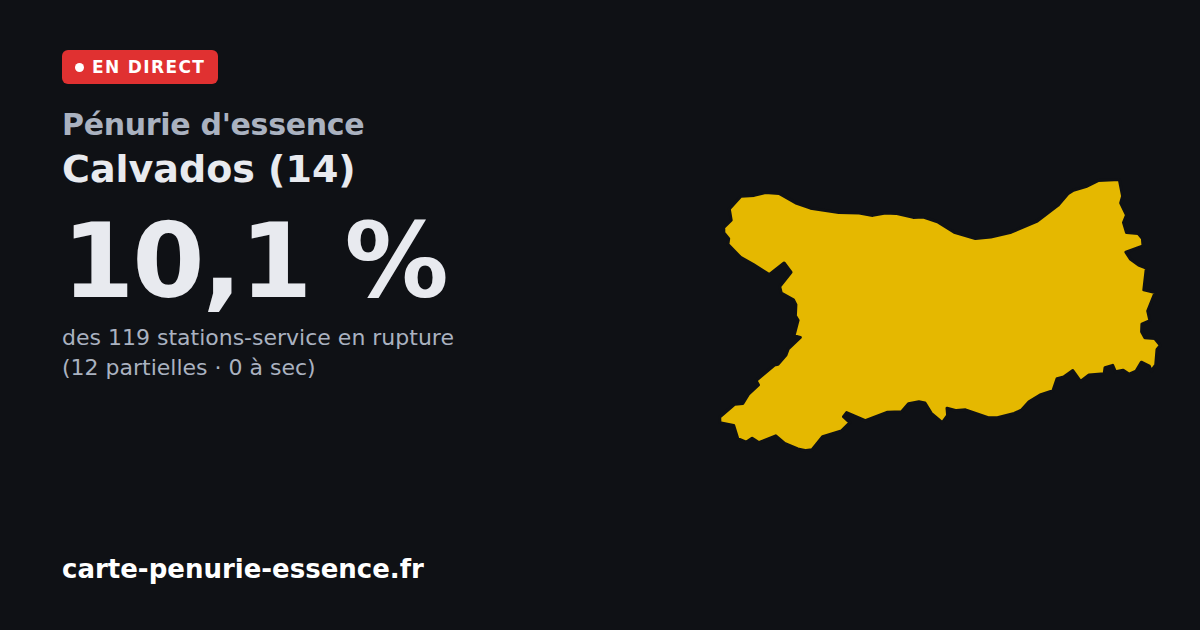 EN DIRECT
Pénurie d'essence
Calvados (14)
10,1 %
des 119 stations-service en rupture
(12 partielles · 0 à sec)
carte-penurie-essence.fr